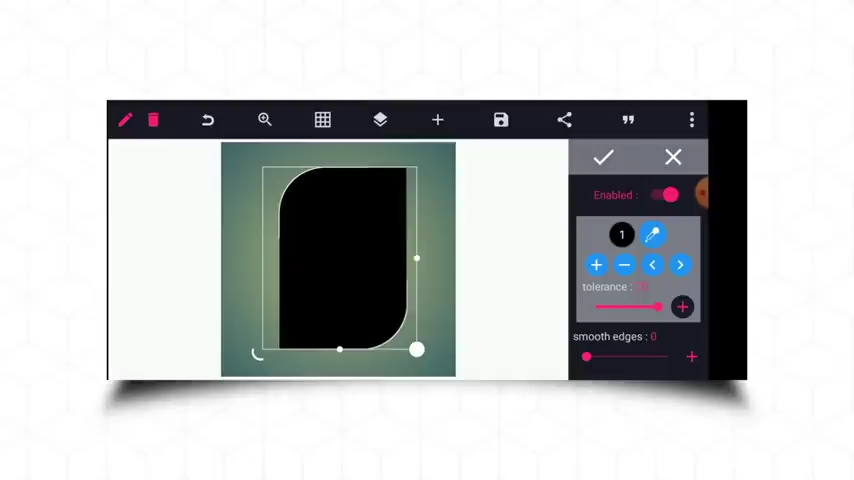 Enabled :
1
tolerance :
smooth edges : 0